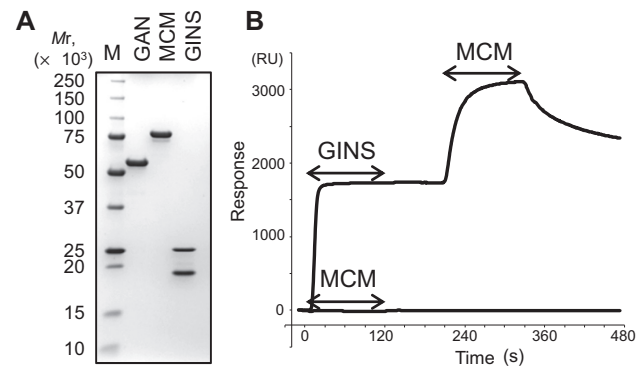 A
Mr,
(× 10³)
M GAN MCM GINS
250
150
100
75
50
37
25
20
15
10
B
(RU)
3000
2000
1000
0
Response
MCM
GINS
MCM
0 120 240 360 480
Time (s)